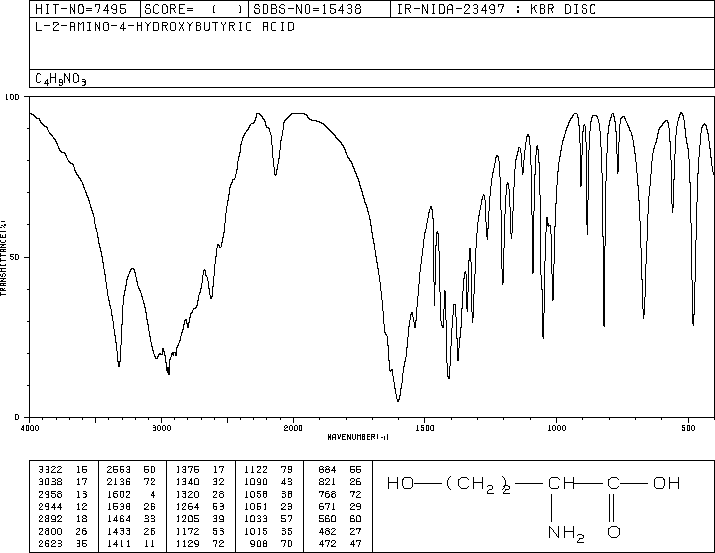 HIT-NO=7495 SCORE= ( ) SDBS-NO=15438 IR-NIDA-23497 : KBR DISC
L-2-AMINO-4-HYDROXYBUTYRIC ACID
C4H9NO3
100
50
0
TRANSMITTANCE(%)
4000 3000 2000 1500 1000 500
WAVENUMBER(-1)
3322 16 2553 50 1376 17 1122 79 884 55
3038 17 2136 72 1340 32 1090 43 821 26
2958 13 1602 4 1320 28 1058 38 768 72
2944 12 1538 26 1264 53 1051 23 671 29
2892 18 1464 33 1205 39 1033 57 560 60
2800 26 1433 26 1172 53 1015 35 482 27
2623 35 1411 11 1129 72 908 70 472 47
HO—(CH2)2—CH—C—OH
NH2 O